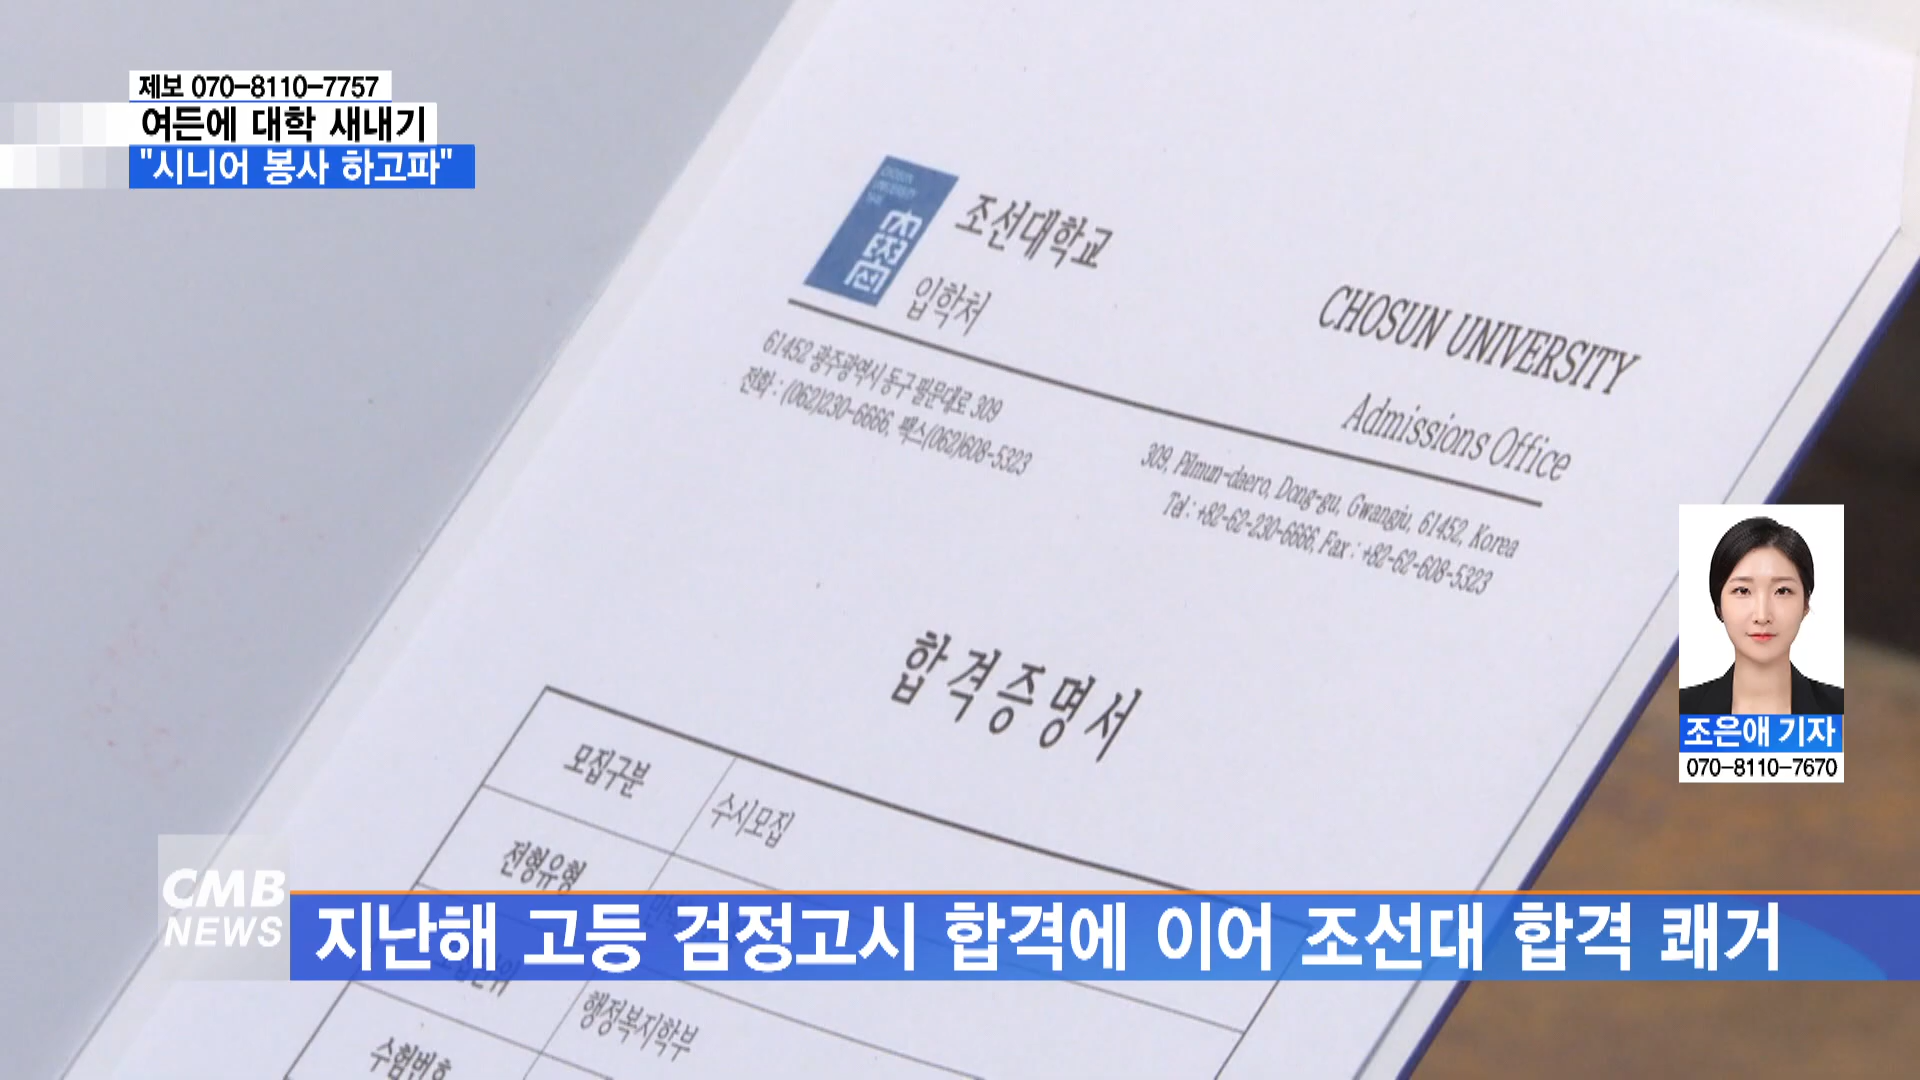 제보 070-8110-7757
여든에 대학 새내기
"시니어 봉사 하고파"
CHOSUN
UNIVERSITY
조선대학교
입학처
CHOSUN UNIVERSITY
Admissions Office
61452 광주광역시 동구 필문대로 309
전화 : (062)230-6666, 팩스(062)608-5323
309, Pilmun-daero, Dong-gu, Gwangju, 61452, Korea
Tel : +82-62-230-6666, Fax : +82-62-608-5323
합격증명서
모집구분
수시모집
전형유형
행정복지학부
수험번호
조은애 기자
070-8110-7670
CMB
NEWS
지난해 고등 검정고시 합격에 이어 조선대 합격 쾌거